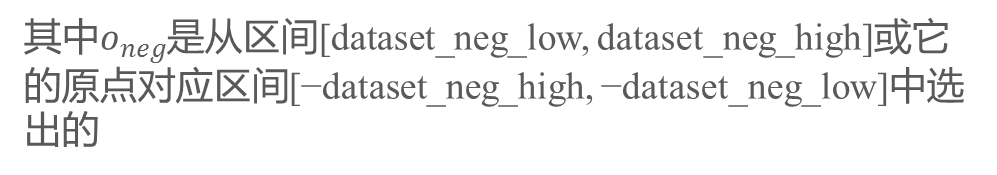 其中𝑜𝑛𝑒𝑔是从区间[dataset_neg_low, dataset_neg_high]或它
的原点对应区间[−dataset_neg_high, −dataset_neg_low]中选
出的